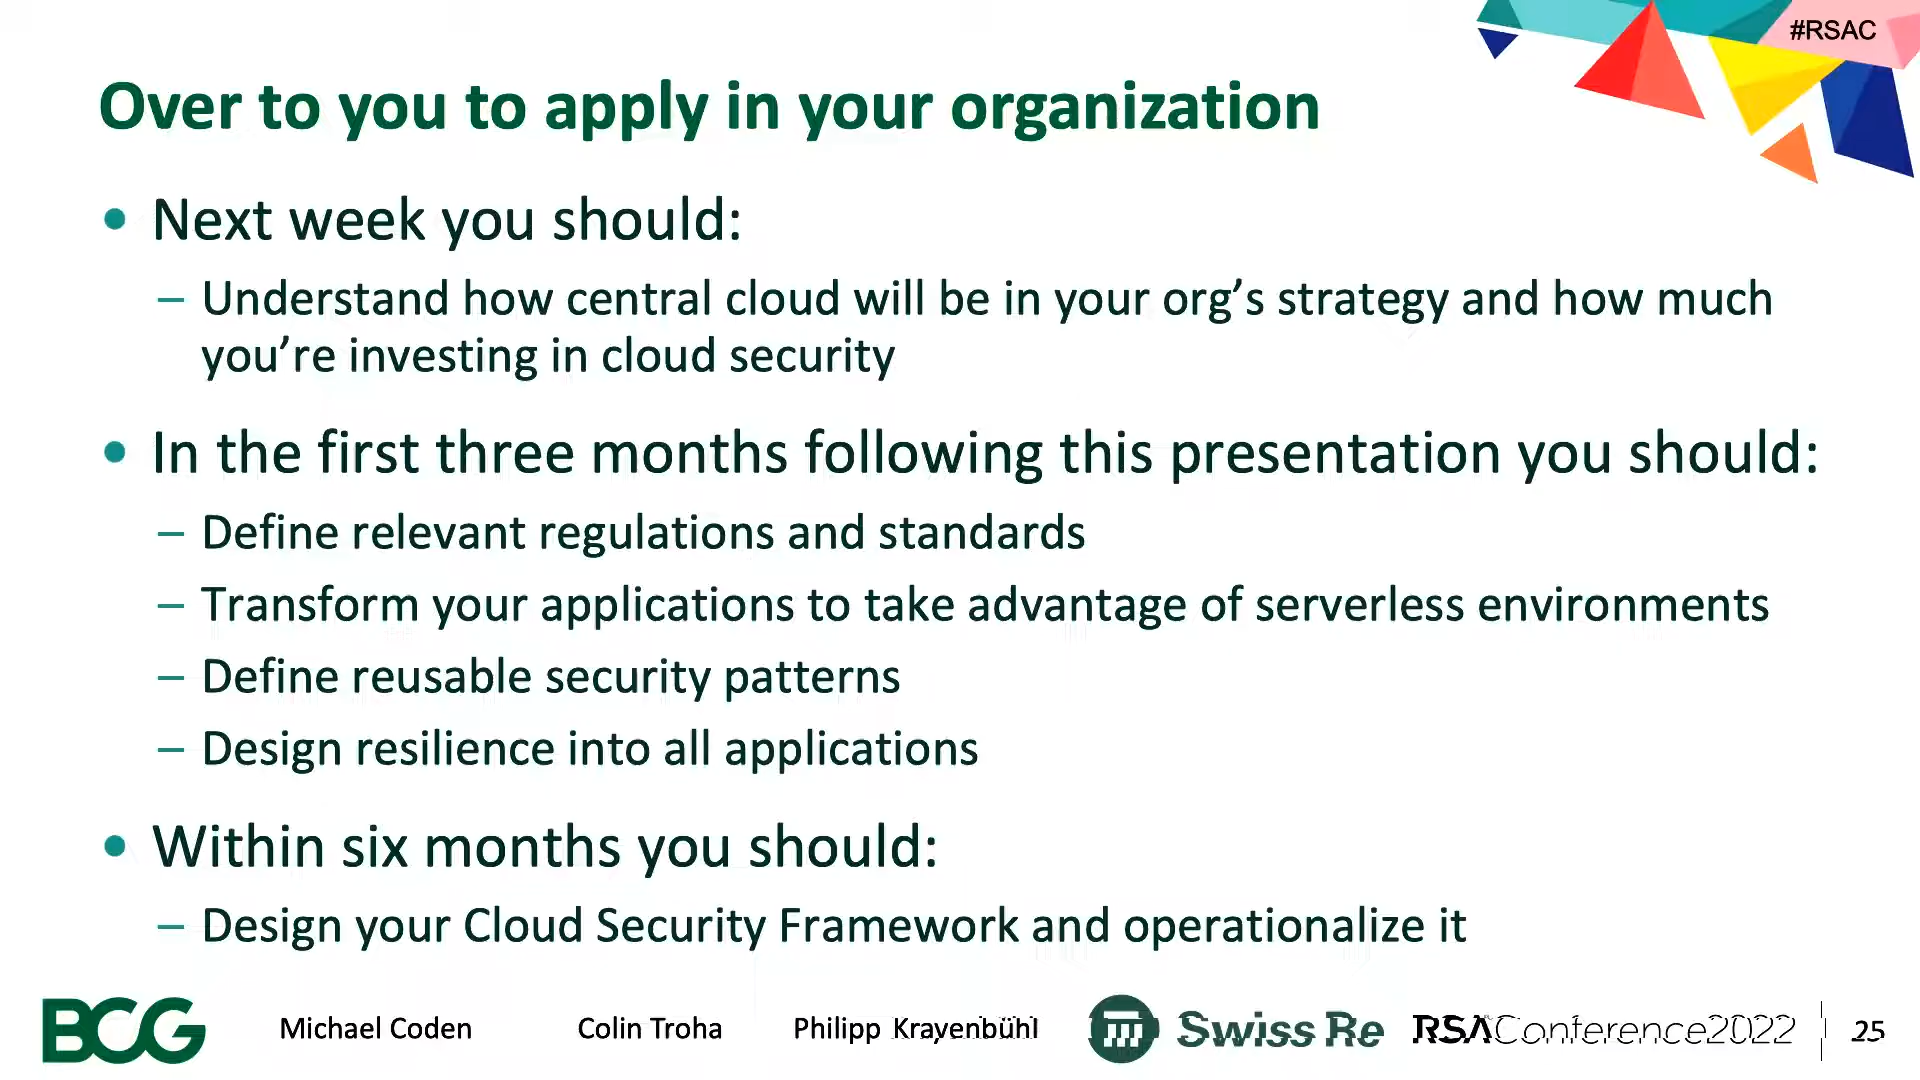 #RSAC
Over to you to apply in your organization
• Next week you should:
– Understand how central cloud will be in your org’s strategy and how much
you’re investing in cloud security
• In the first three months following this presentation you should:
– Define relevant regulations and standards
– Transform your applications to take advantage of serverless environments
– Define reusable security patterns
– Design resilience into all applications
• Within six months you should:
– Design your Cloud Security Framework and operationalize it
BCG Michael Coden Colin Troha Philipp Krayenbühl Swiss Re RSAConference2022 25